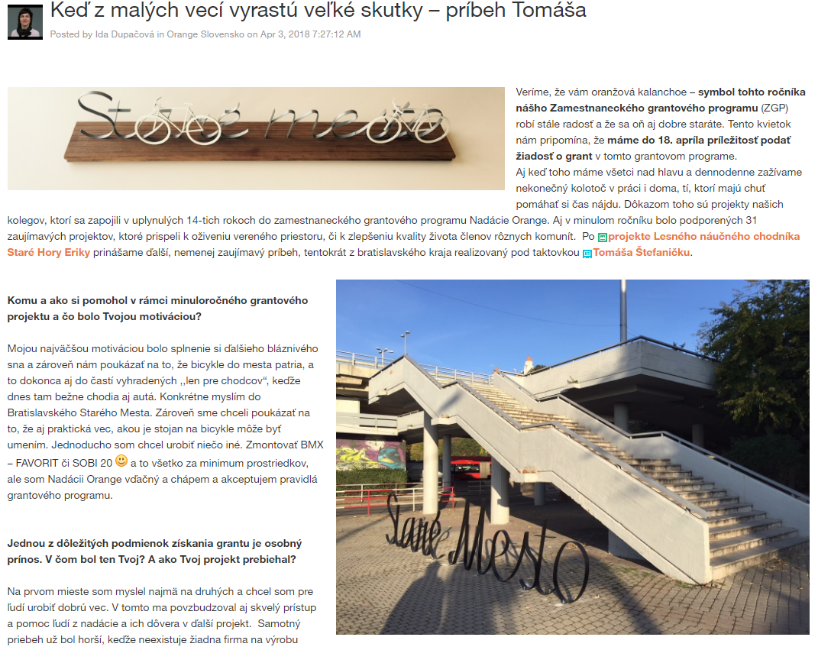 Keď z malých vecí vyrastú veľké skutky – príbeh Tomáša
Posted by Ida Dupačová in Orange Slovensko on Apr 3, 2018 7:27:12 AM
Staré mesto
Veríme, že vám oranžová kalanchoe – symbol tohto ročníka
nášho Zamestnaneckého grantového programu (ZGP)
robí stále radosť a že sa oň aj dobre staráte. Tento kvietok
nám pripomína, že máme do 18. apríla príležitosť podať
žiadosť o grant v tomto grantovom programe.
Aj keď toho máme všetci nad hlavu a dennodenne zažívame
nekonečný kolotoč v práci i doma, tí, ktorí majú chuť
pomáhať si čas nájdu. Dôkazom toho sú projekty našich
kolegov, ktorí sa zapojili v uplynulých 14-tich rokoch do zamestnaneckého grantového programu Nadácie Orange. Aj v minulom ročníku bolo podporených 31
zaujímavých projektov, ktoré prispeli k oživeniu vereného priestoru, či k zlepšeniu kvality života členov rôznych komunít. Po projekte Lesného náučného chodníka
Staré Hory Eriky prinášame ďalší, nemenej zaujímavý príbeh, tentokrát z bratislavského kraja realizovaný pod taktovkou Tomáša Štefaničku.
Komu a ako si pomohol v rámci minuloročného grantového
projektu a čo bolo Tvojou motiváciou?
Mojou najväčšou motiváciou bolo splnenie si ďalšieho bláznivého
sna a zároveň nám poukázať na to, že bicykle do mesta patria, a
to dokonca aj do častí vyhradených ,,len pre chodcov“, keďže
dnes tam bežne chodia aj autá. Konkrétne myslím do
Bratislavského Starého Mesta. Zároveň sme chceli poukázať na
to, že aj praktická vec, akou je stojan na bicykle môže byť
umením. Jednoducho som chcel urobiť niečo iné. Zmontovať BMX
– FAVORIT či SOBI 20 a to všetko za minimum prostriedkov,
ale som Nadácii Orange vďačný a chápem a akceptujem pravidlá
grantového programu.
Jednou z dôležitých podmienok získania grantu je osobný
prínos. V čom bol ten Tvoj? A ako Tvoj projekt prebiehal?
Na prvom mieste som myslel najmä na druhých a chcel som pre
ľudí urobiť dobrú vec. V tomto ma povzbudzoval aj skvelý prístup
a pomoc ľudí z nadácie a ich dôvera v ďalší projekt. Samotný
priebeh už bol horší, keďže neexistuje žiadna firma na výrobu
Staré Mesto